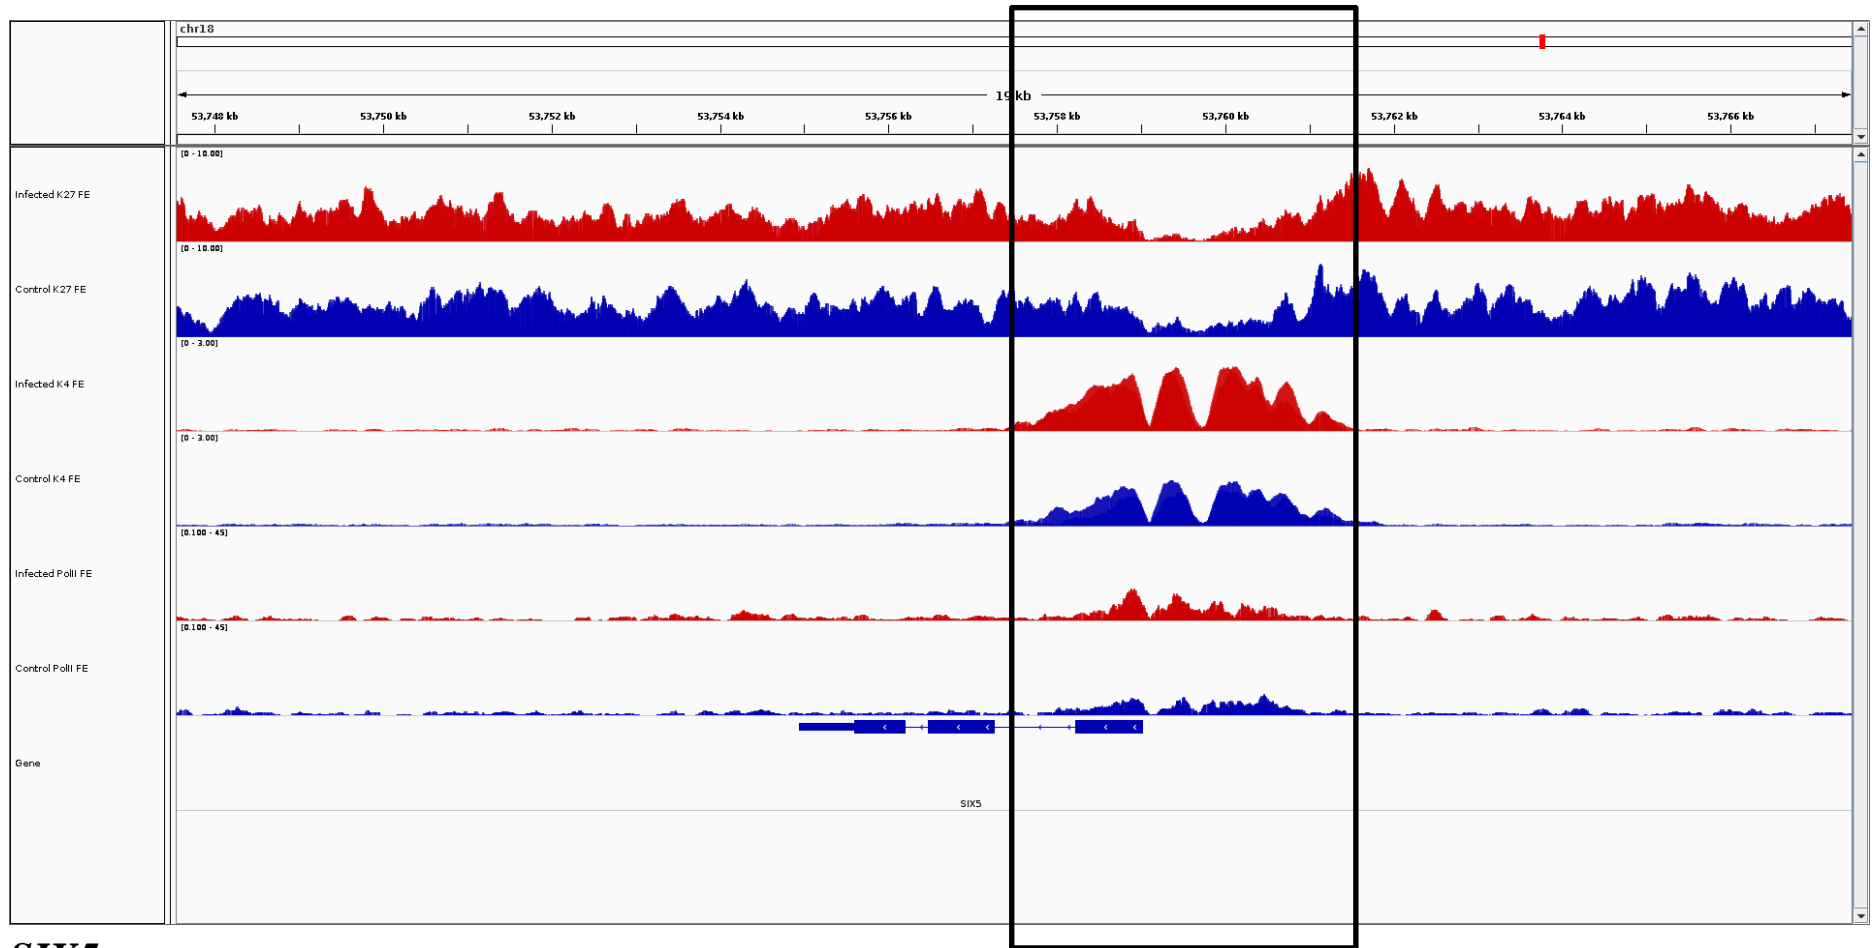 chr18
19 kb
53,748 kb 53,750 kb 53,752 kb 53,754 kb 53,756 kb 53,758 kb 53,760 kb 53,762 kb 53,764 kb 53,766 kb
[0 - 10.00]
Infected K27 FE
[0 - 10.00]
Control K27 FE
[0 - 3.00]
Infected K4 FE
[0 - 3.00]
Control K4 FE
[0.100 - 45]
Infected PolII FE
[0.100 - 45]
Control PolII FE
Gene
SIX5
SIX5